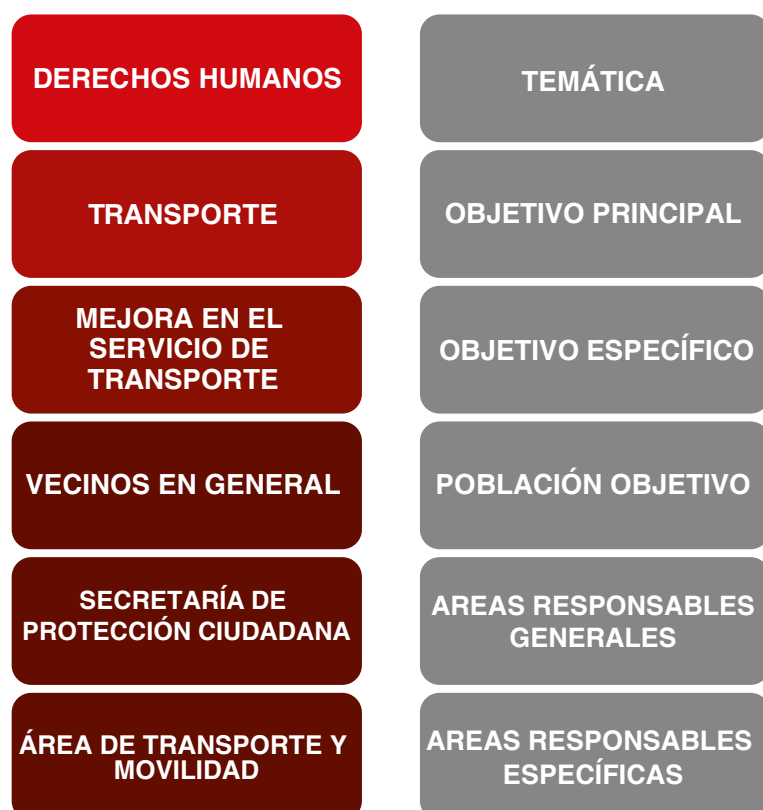 DERECHOS HUMANOS
TEMÁTICA
TRANSPORTE
OBJETIVO PRINCIPAL
MEJORA EN EL
SERVICIO DE
TRANSPORTE
OBJETIVO ESPECÍFICO
VECINOS EN GENERAL
POBLACIÓN OBJETIVO
SECRETARÍA DE
PROTECCIÓN CIUDADANA
AREAS RESPONSABLES
GENERALES
ÁREA DE TRANSPORTE Y
MOVILIDAD
AREAS RESPONSABLES
ESPECÍFICAS